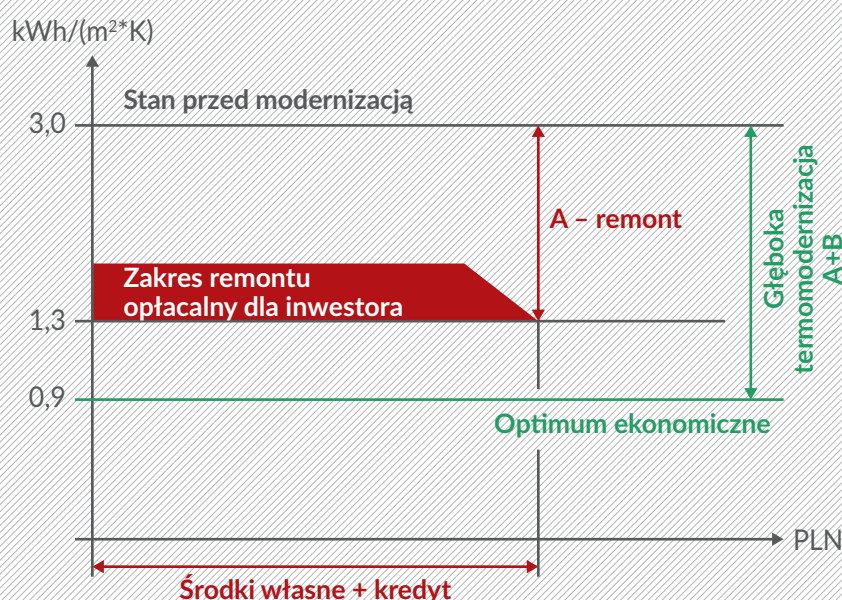 kWh/(m²*K)
Stan przed modernizacją
3,0
A – remont
Głęboka
termomodernizacja
A+B
Zakres remontu
opłacalny dla inwestora
1,3
0,9
Optimum ekonomiczne
PLN
Środki własne + kredyt